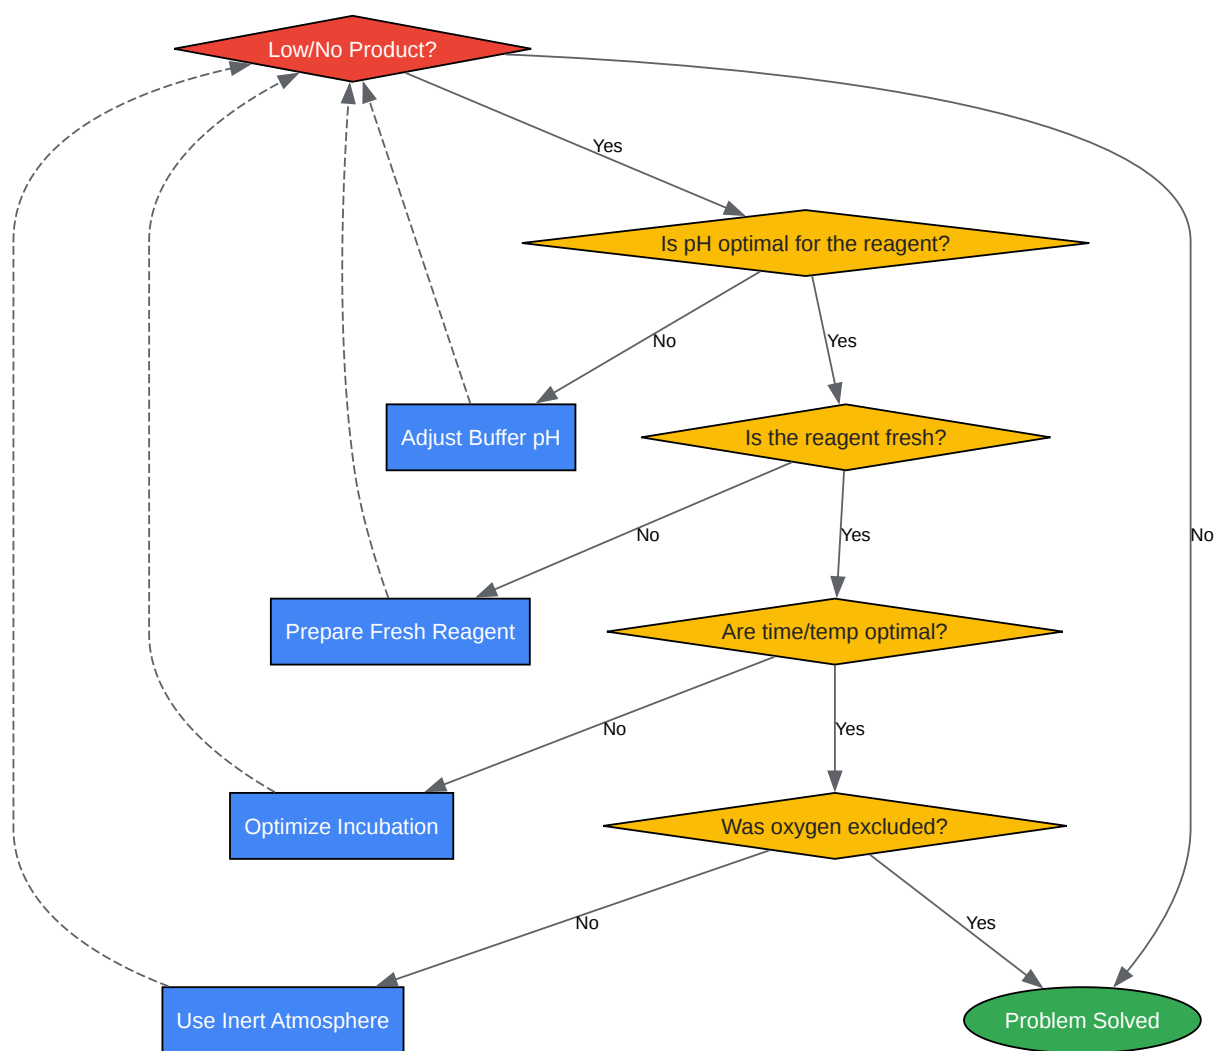 Low/No Product?
Yes
Is pH optimal for the reagent?
No
Yes
Adjust Buffer pH
Is the reagent fresh?
No
Yes
No
Prepare Fresh Reagent
Are time/temp optimal?
No
Yes
Optimize Incubation
Was oxygen excluded?
No
Yes
Use Inert Atmosphere
Problem Solved